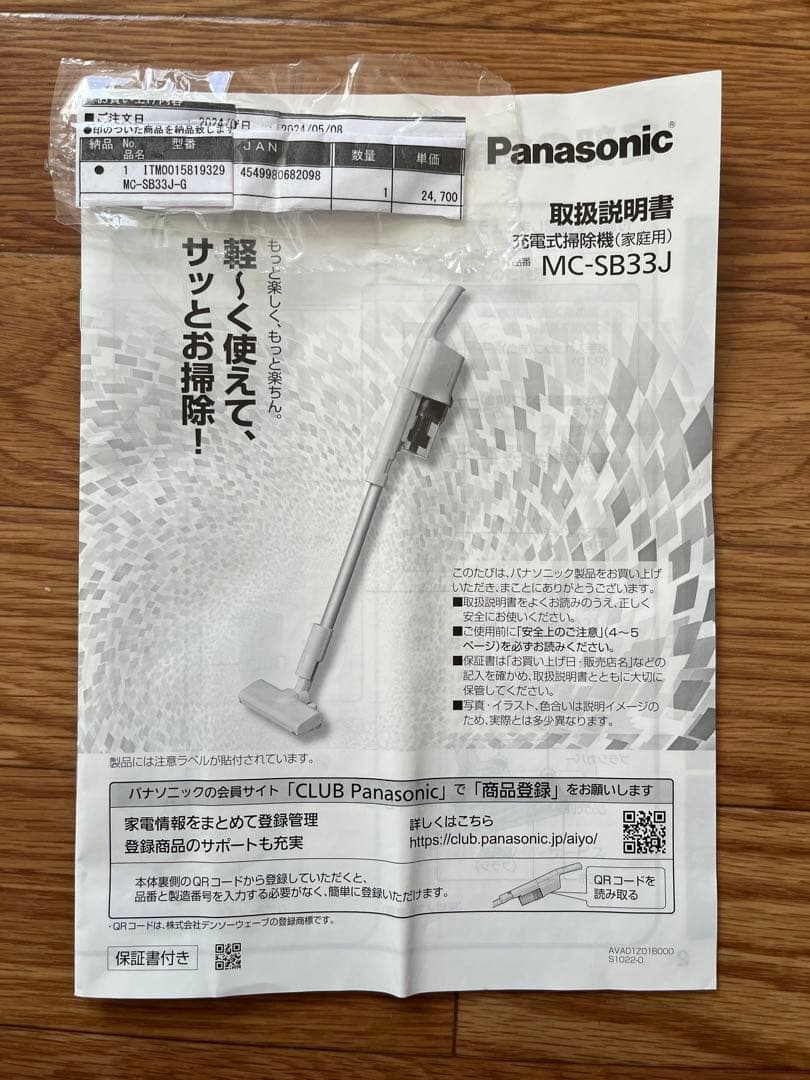 お買い上げ内容
■ご注文日
2024/05/08
●印のついた商品を納品致します
納品 No. 型番 JAN 数量 単価
品名
● 1 ITM0015819329 4549980682098
MC-SB33J-G 1 24,700
Panasonic®
取扱説明書
充電式掃除機(家庭用)
品番 MC-SB33J
もっと楽しく、もっと楽ちん。
軽〜く使えて、
サッとお掃除!
このたびは、パナソニック製品をお買い上げ
いただき、まことにありがとうございます。
■取扱説明書をよくお読みのうえ、正しく
安全にお使いください。
■ご使用前に「安全上のご注意」(4〜5
ページ)を必ずお読みください。
■保証書は「お買い上げ日・販売店名」などの
記入を確かめ、取扱説明書とともに大切に
保管してください。
■写真・イラスト、色合いは説明イメージの
ため、実際とは多少異なります。
製品には注意ラベルが貼付されています。
パナソニックの会員サイト「CLUB Panasonic」で「商品登録」をお願いします
家電情報をまとめて登録管理
登録商品のサポートも充実
詳しくはこちら
https://club.panasonic.jp/aiyo/
本体裏側のQRコードから登録していただくと、
品番と製造番号を入力する必要がなく、簡単に登録いただけます。
QRコードを
読み取る
・QRコードは、株式会社デンソーウェーブの登録商標です。
保証書付き
AVA01Z01B000
S1022-0